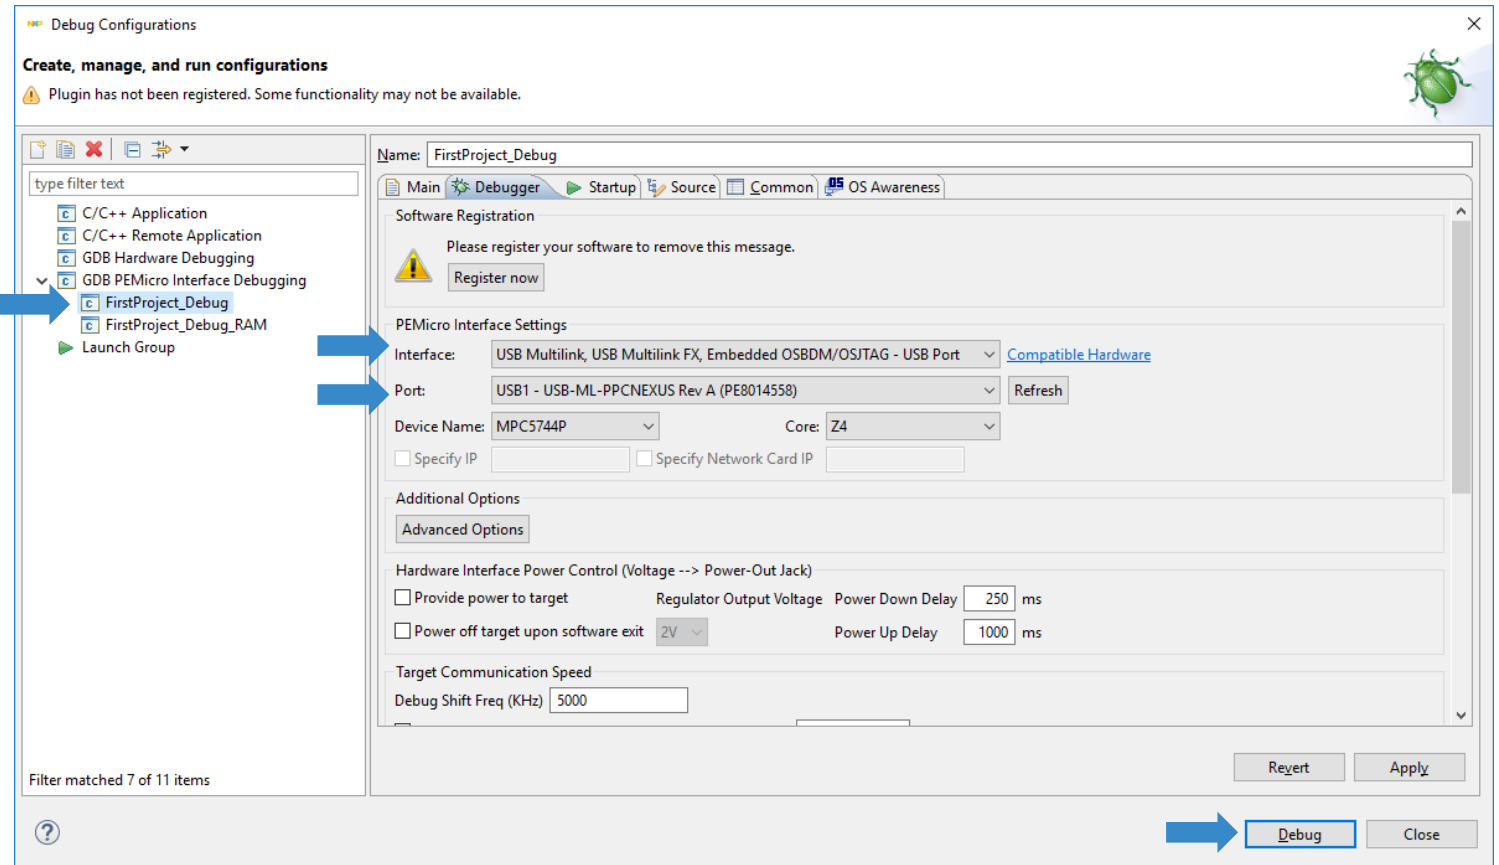 NXP Debug Configurations
Create, manage, and run configurations
Plugin has not been registered. Some functionality may not be available.
type filter text
C/C++ Application
C/C++ Remote Application
GDB Hardware Debugging
GDB PEMicro Interface Debugging
FirstProject_Debug
FirstProject_Debug_RAM
Launch Group
Filter matched 7 of 11 items
Name: FirstProject_Debug
Main Debugger Startup Source Common OS OS Awareness
Software Registration
Please register your software to remove this message.
Register now
PEMicro Interface Settings
Interface: USB Multilink, USB Multilink FX, Embedded OSBDM/OSJTAG - USB Port Compatible Hardware
Port: USB1 - USB-ML-PPCNEXUS Rev A (PE8014558) Refresh
Device Name: MPC5744P Core: Z4
Specify IP Specify Network Card IP
Additional Options
Advanced Options
Hardware Interface Power Control (Voltage --> Power-Out Jack)
Provide power to target Regulator Output Voltage Power Down Delay 250 ms
Power off target upon software exit 2V Power Up Delay 1000 ms
Target Communication Speed
Debug Shift Freq (KHz) 5000
Revert Apply
Debug Close